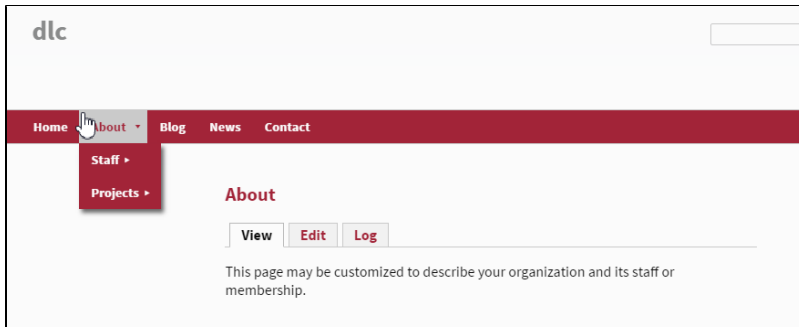 dlc
Home About Blog News Contact
Staff
Projects
About
View Edit Log
This page may be customized to describe your organization and its staff or
membership.